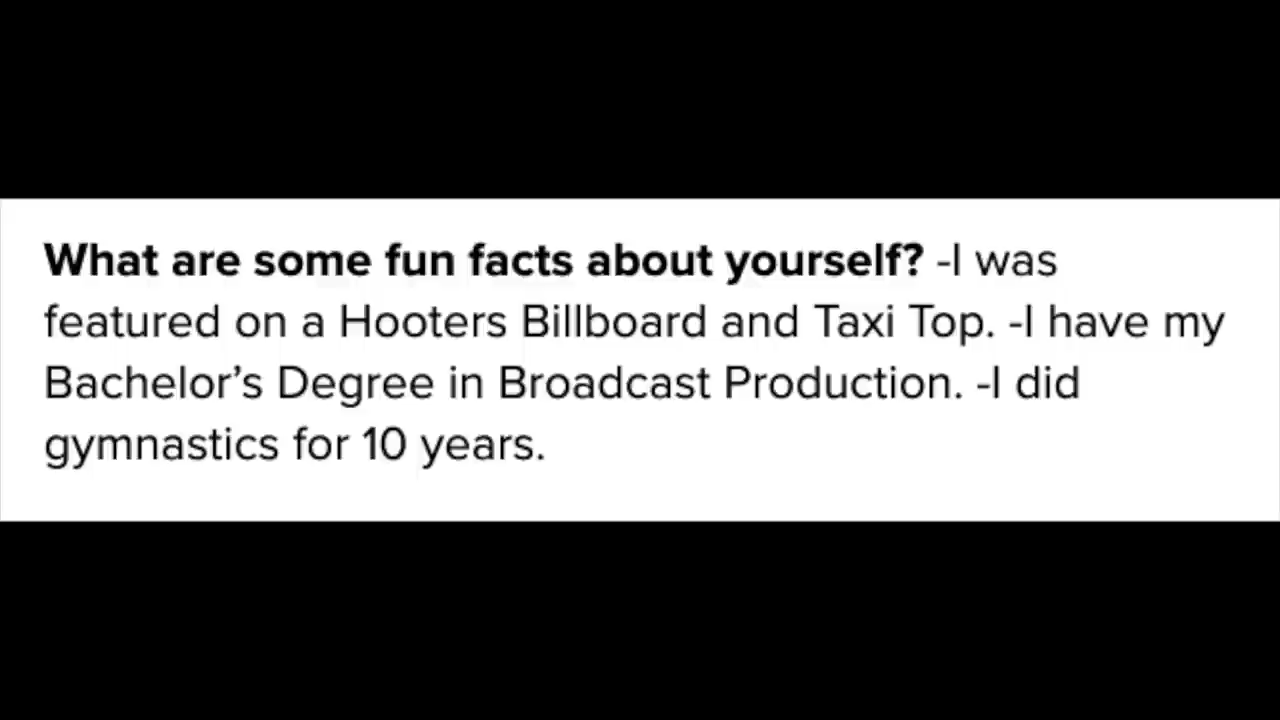 What are some fun facts about yourself? -I was
featured on a Hooters Billboard and Taxi Top. -I have my
Bachelor’s Degree in Broadcast Production. -I did
gymnastics for 10 years.